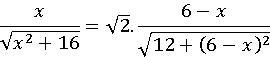 x/√(x² + 16) = √2. (6 − x)/√(12 + (6 − x)²)